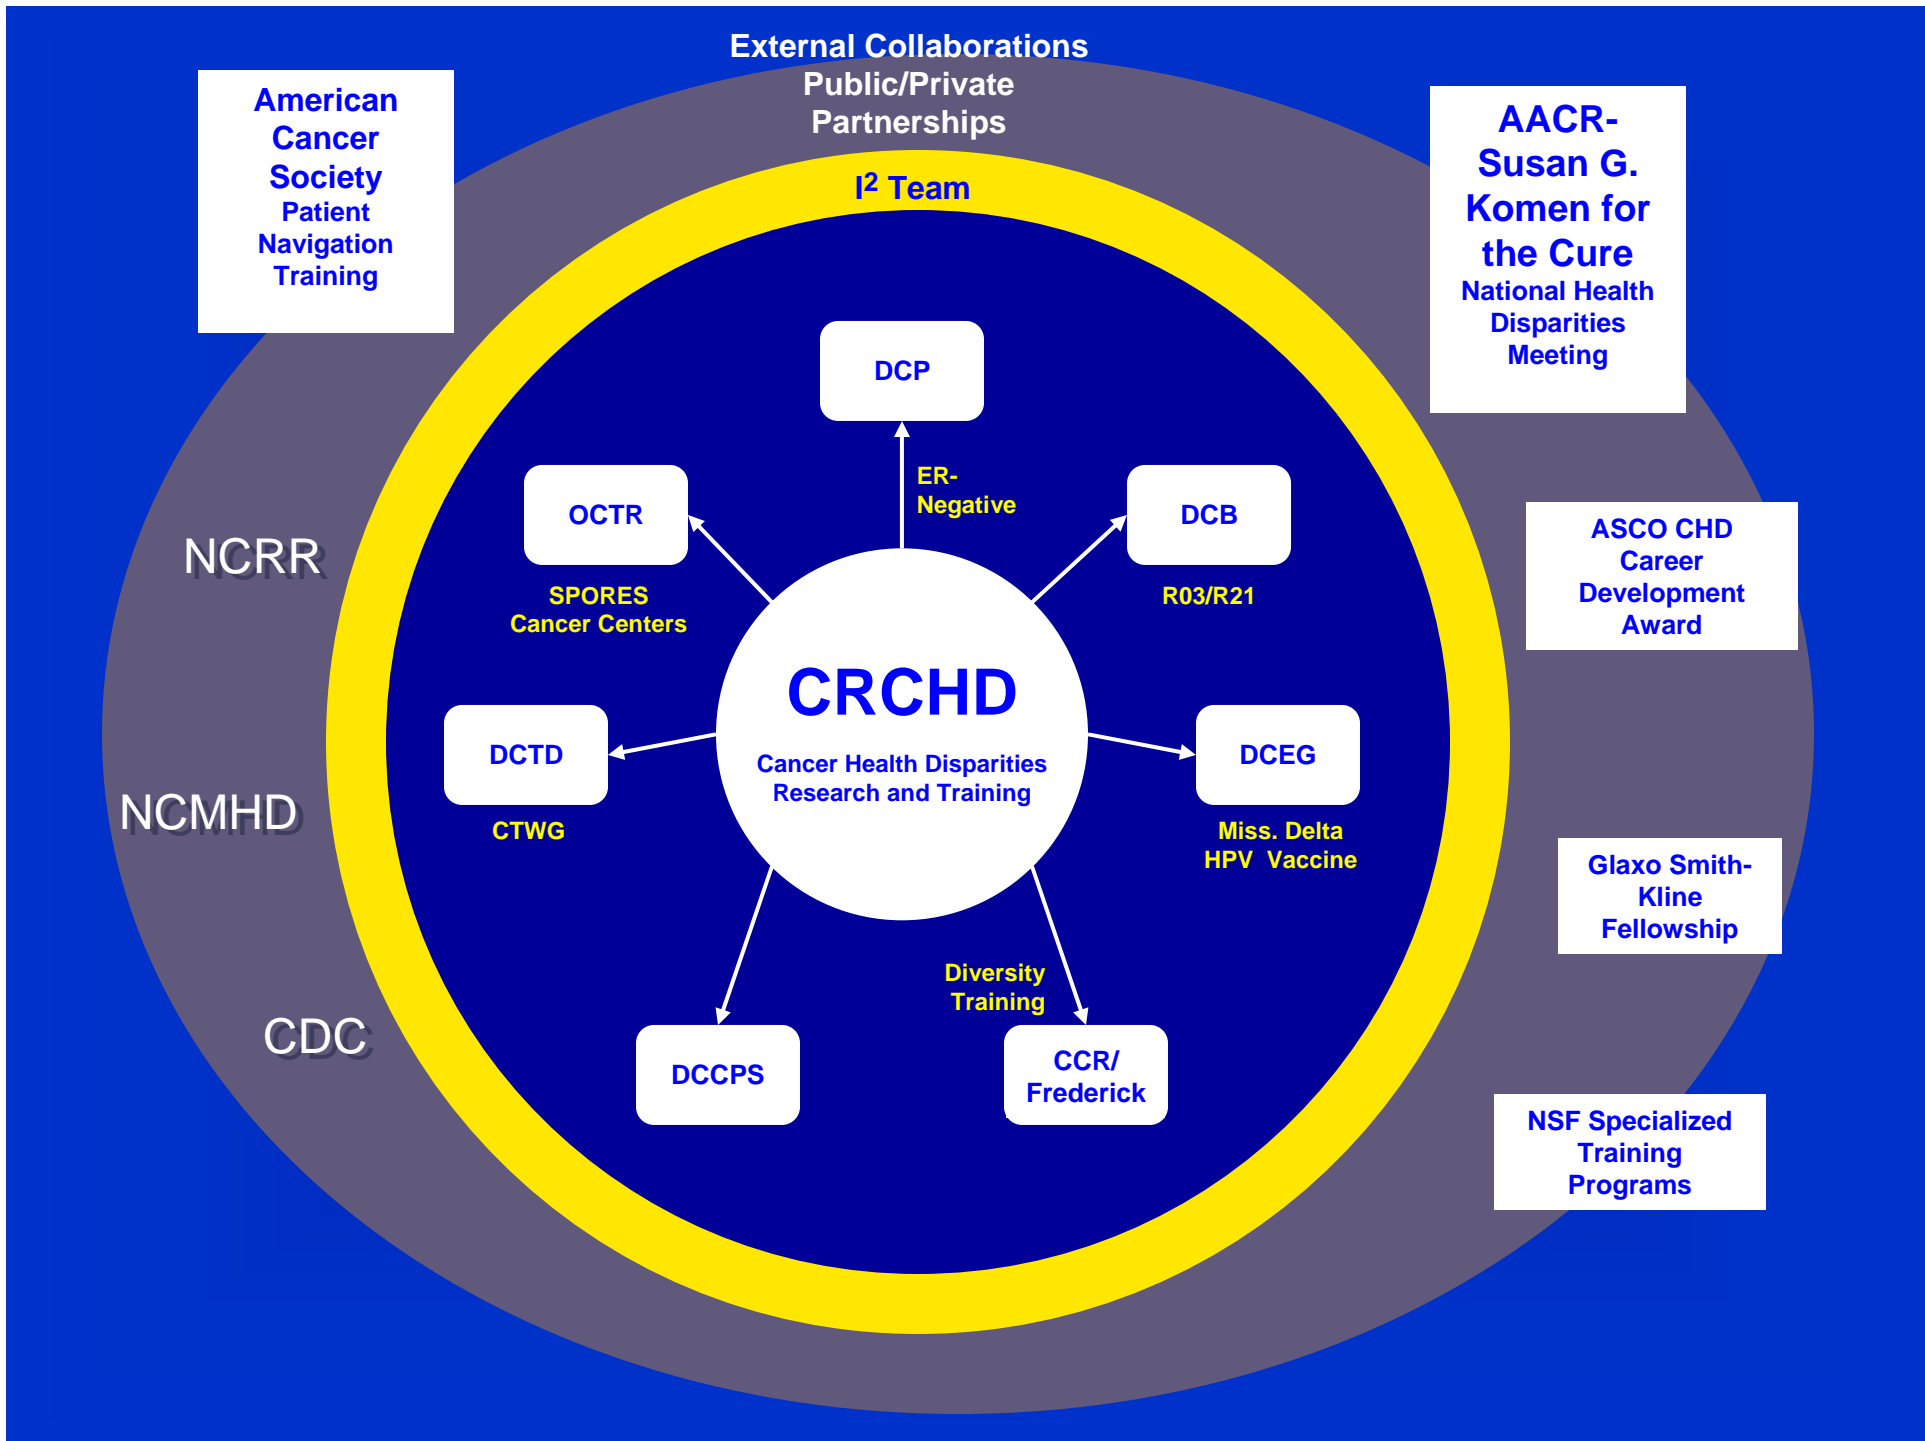 External Collaborations
Public/Private
Partnerships
American
Cancer
Society
Patient
Navigation
Training
AACR-
Susan G.
Komen for
the Cure
National Health
Disparities
Meeting
I² Team
DCP
ER-
Negative
OCTR
SPORES
Cancer Centers
DCB
R03/R21
NCRR
ASCO CHD
Career
Development
Award
CRCHD
Cancer Health Disparities
Research and Training
DCTD
CTWG
DCEG
Miss. Delta
HPV Vaccine
NCMHD
Glaxo Smith-
Kline
Fellowship
Diversity
Training
CDC
DCCPS
CCR/
Frederick
NSF Specialized
Training
Programs